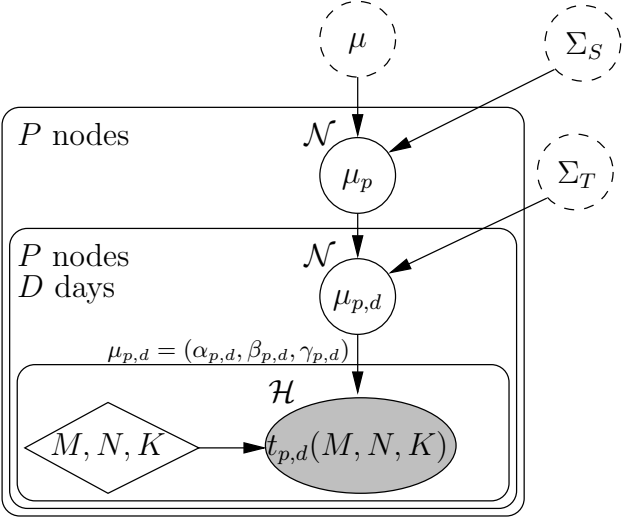 μ
Σ_S
P nodes
𝒩
μ_p
Σ_T
P nodes
D days
𝒩
μ_{p,d}
μ_{p,d} = (α_{p,d}, β_{p,d}, γ_{p,d})
ℋ
M, N, K
t_{p,d}(M, N, K)